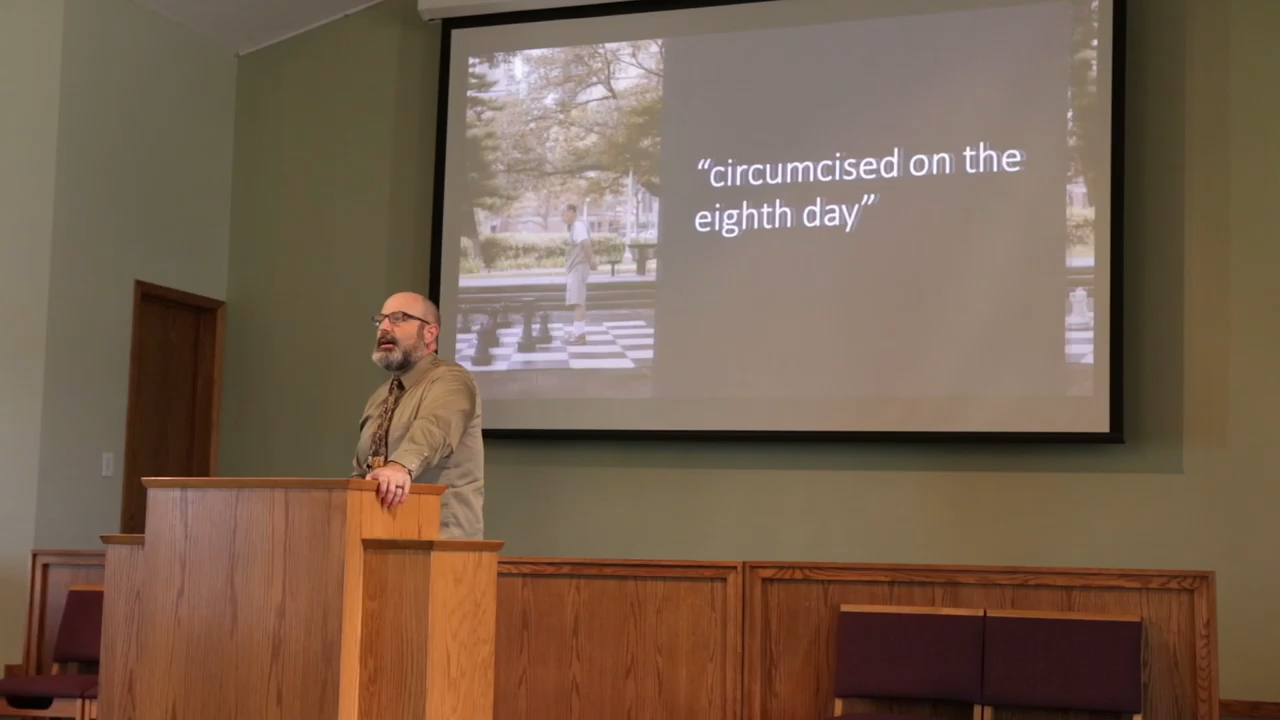 “circumcised on the
eighth day”